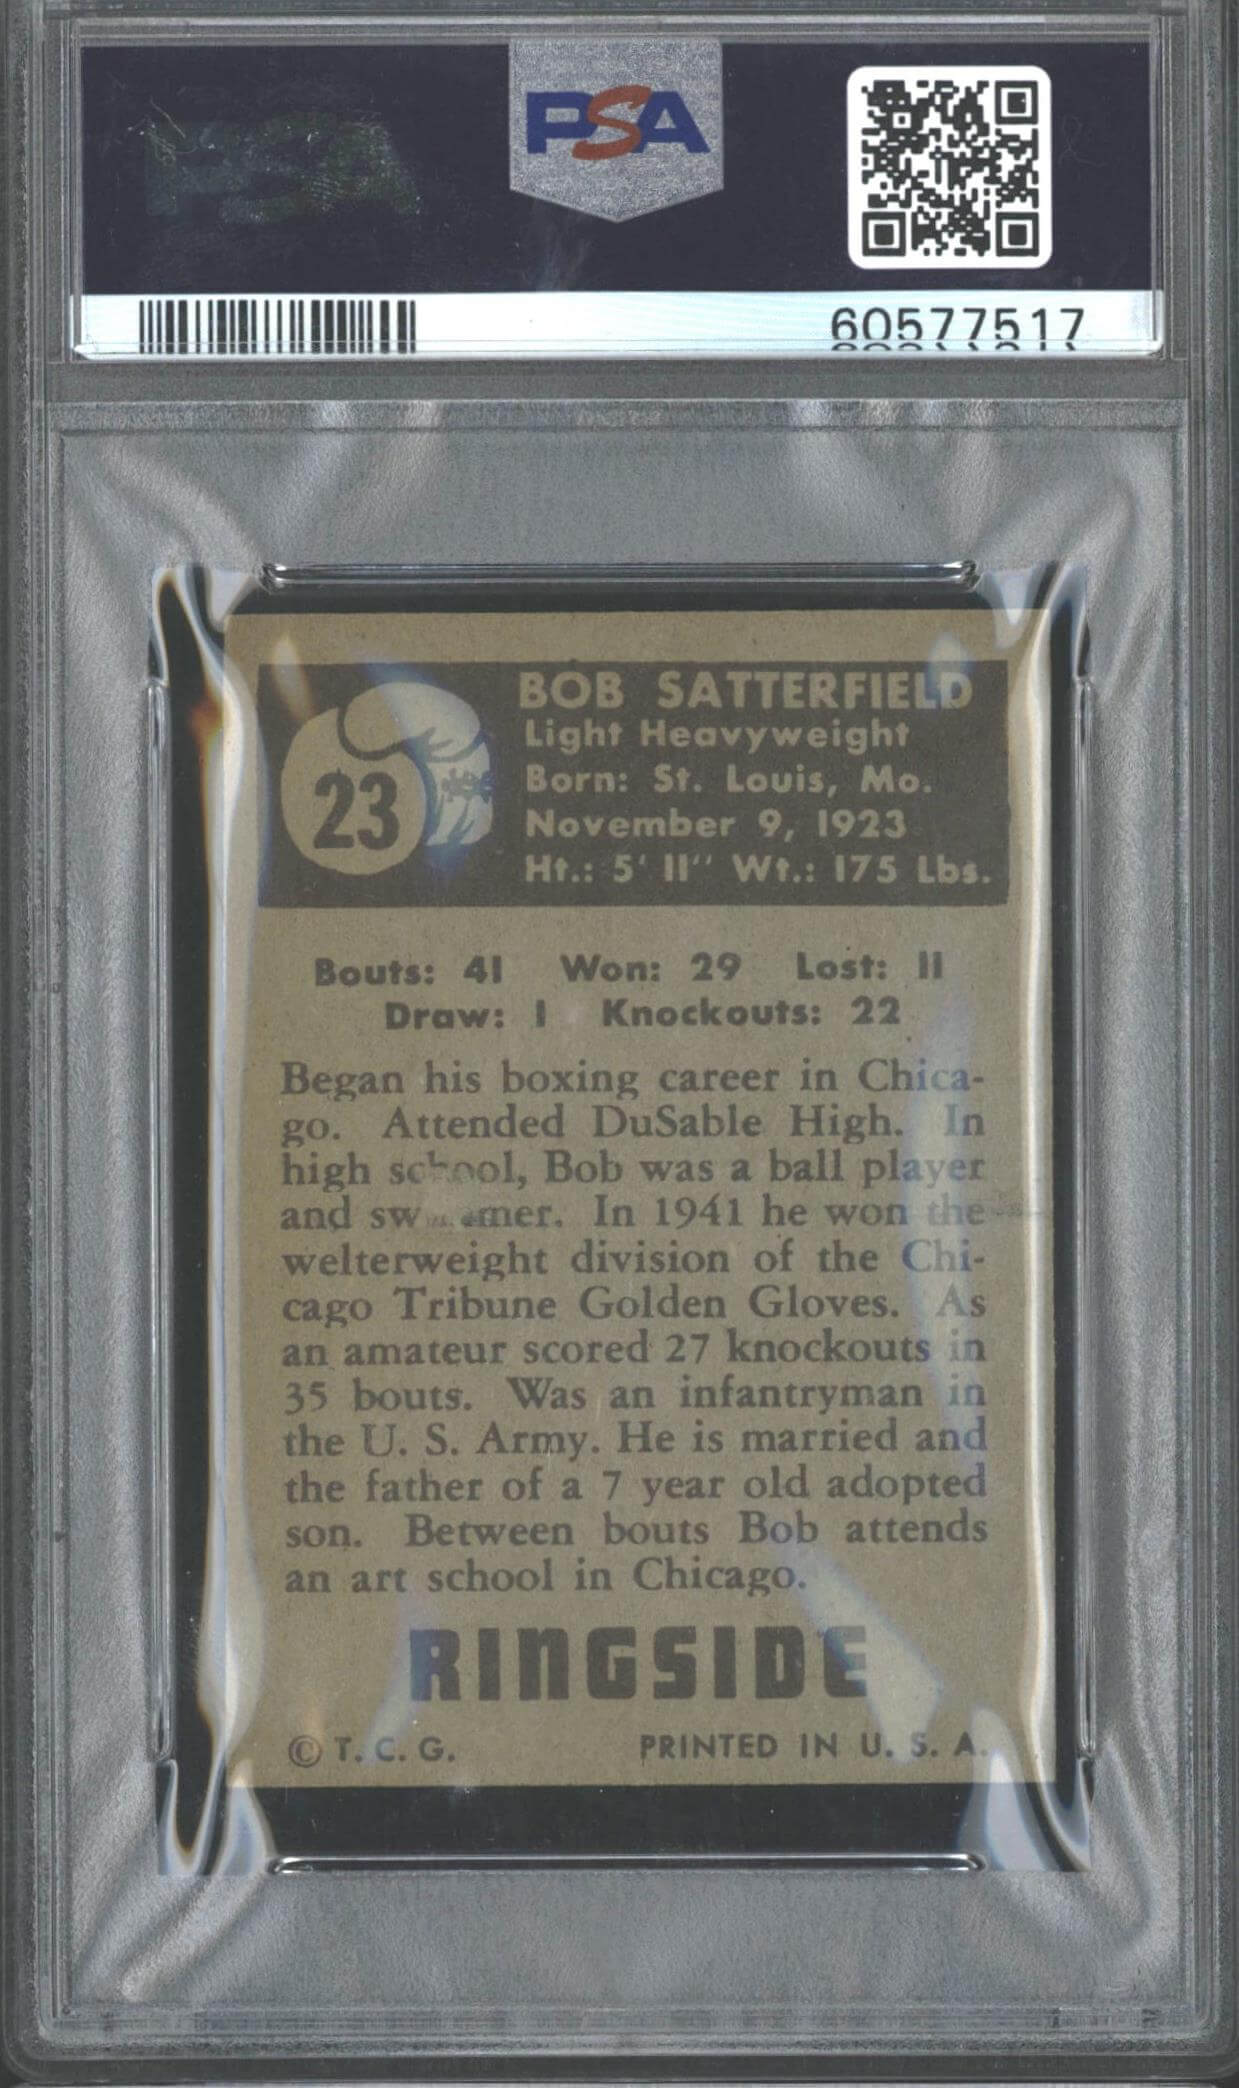 PSA
60577517
23
BOB SATTERFIELD
Light Heavyweight
Born: St. Louis, Mo.
November 9, 1923
Ht.: 5' 11" Wt.: 175 Lbs.
Bouts: 41 Won: 29 Lost: 11
Draw: 1 Knockouts: 22
Began his boxing career in Chica-
go. Attended DuSable High. In
high school, Bob was a ball player
and In 1941 he won the
welterweight division of the Chi-
cago Tribune Golden Gloves. As
an amateur scored 27 knockouts in
35 bouts. Was an infantryman in
the U. S. Army. He is married and
the father of a 7 year old adopted
son. Between bouts Bob attends
an art school in Chicago.
RINGSIDE
© T. C. G. PRINTED IN U. S. A.